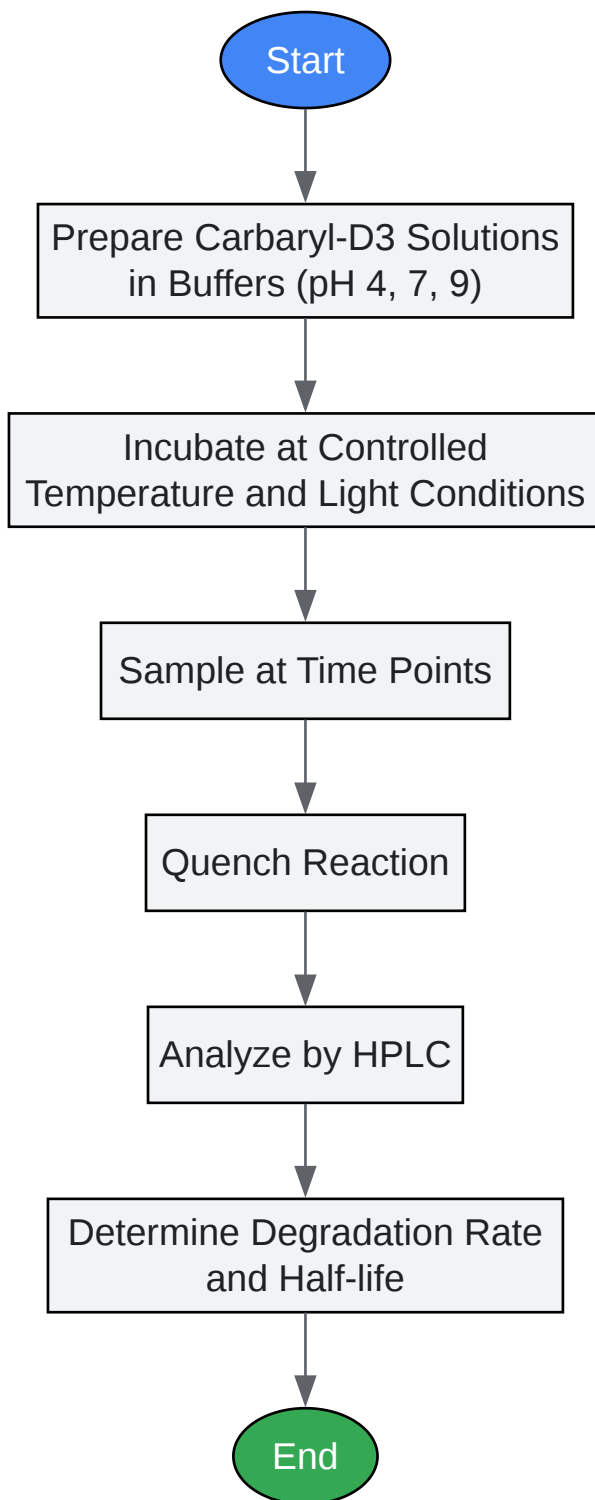 Start
Prepare Carbaryl-D3 Solutions
in Buffers (pH 4, 7, 9)
Incubate at Controlled
Temperature and Light Conditions
Sample at Time Points
Quench Reaction
Analyze by HPLC
Determine Degradation Rate
and Half-life
End